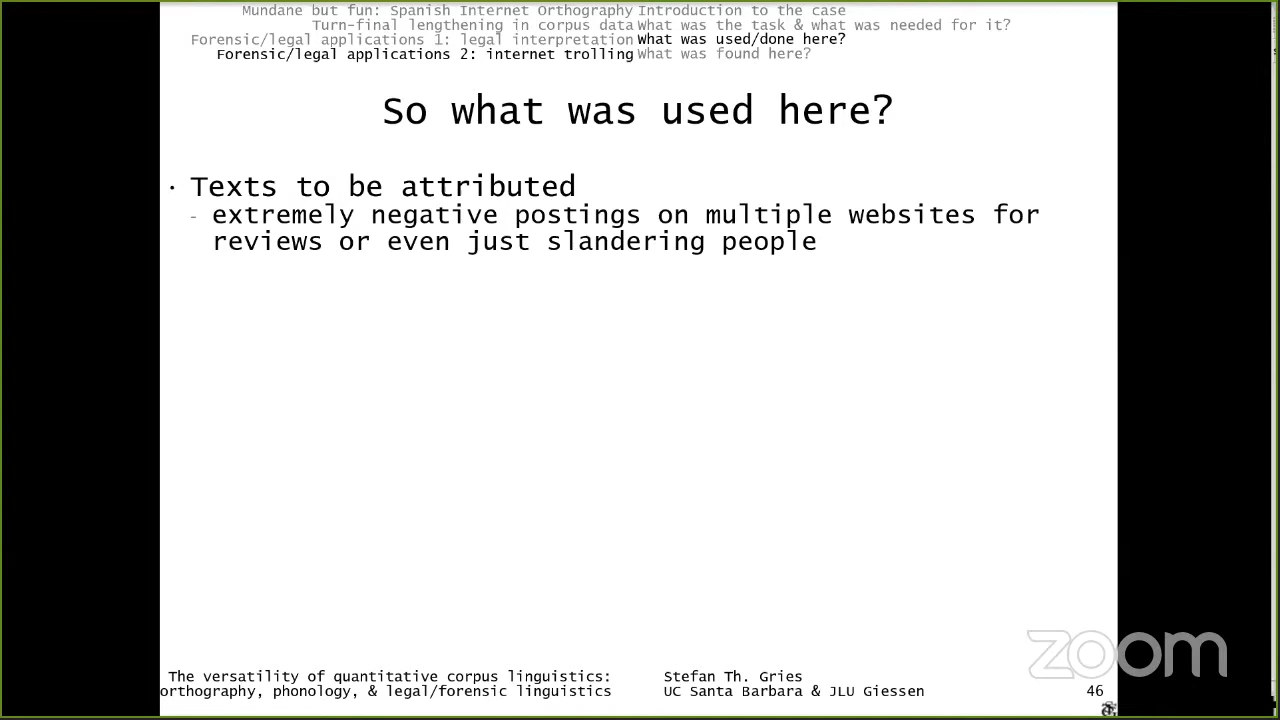 Mundane but fun: Spanish Internet Orthography Introduction to the case
Turn-final lengthening in corpus data What was the task & what was needed for it?
Forensic/legal applications 1: legal interpretation What was used/done here?
Forensic/legal applications 2: internet trolling What was found here?
So what was used here?
· Texts to be attributed
- extremely negative postings on multiple websites for
reviews or even just slandering people
zoom
The versatility of quantitative corpus linguistics: Stefan Th. Gries
orthography, phonology, & legal/forensic linguistics UC Santa Barbara & JLU Giessen 46